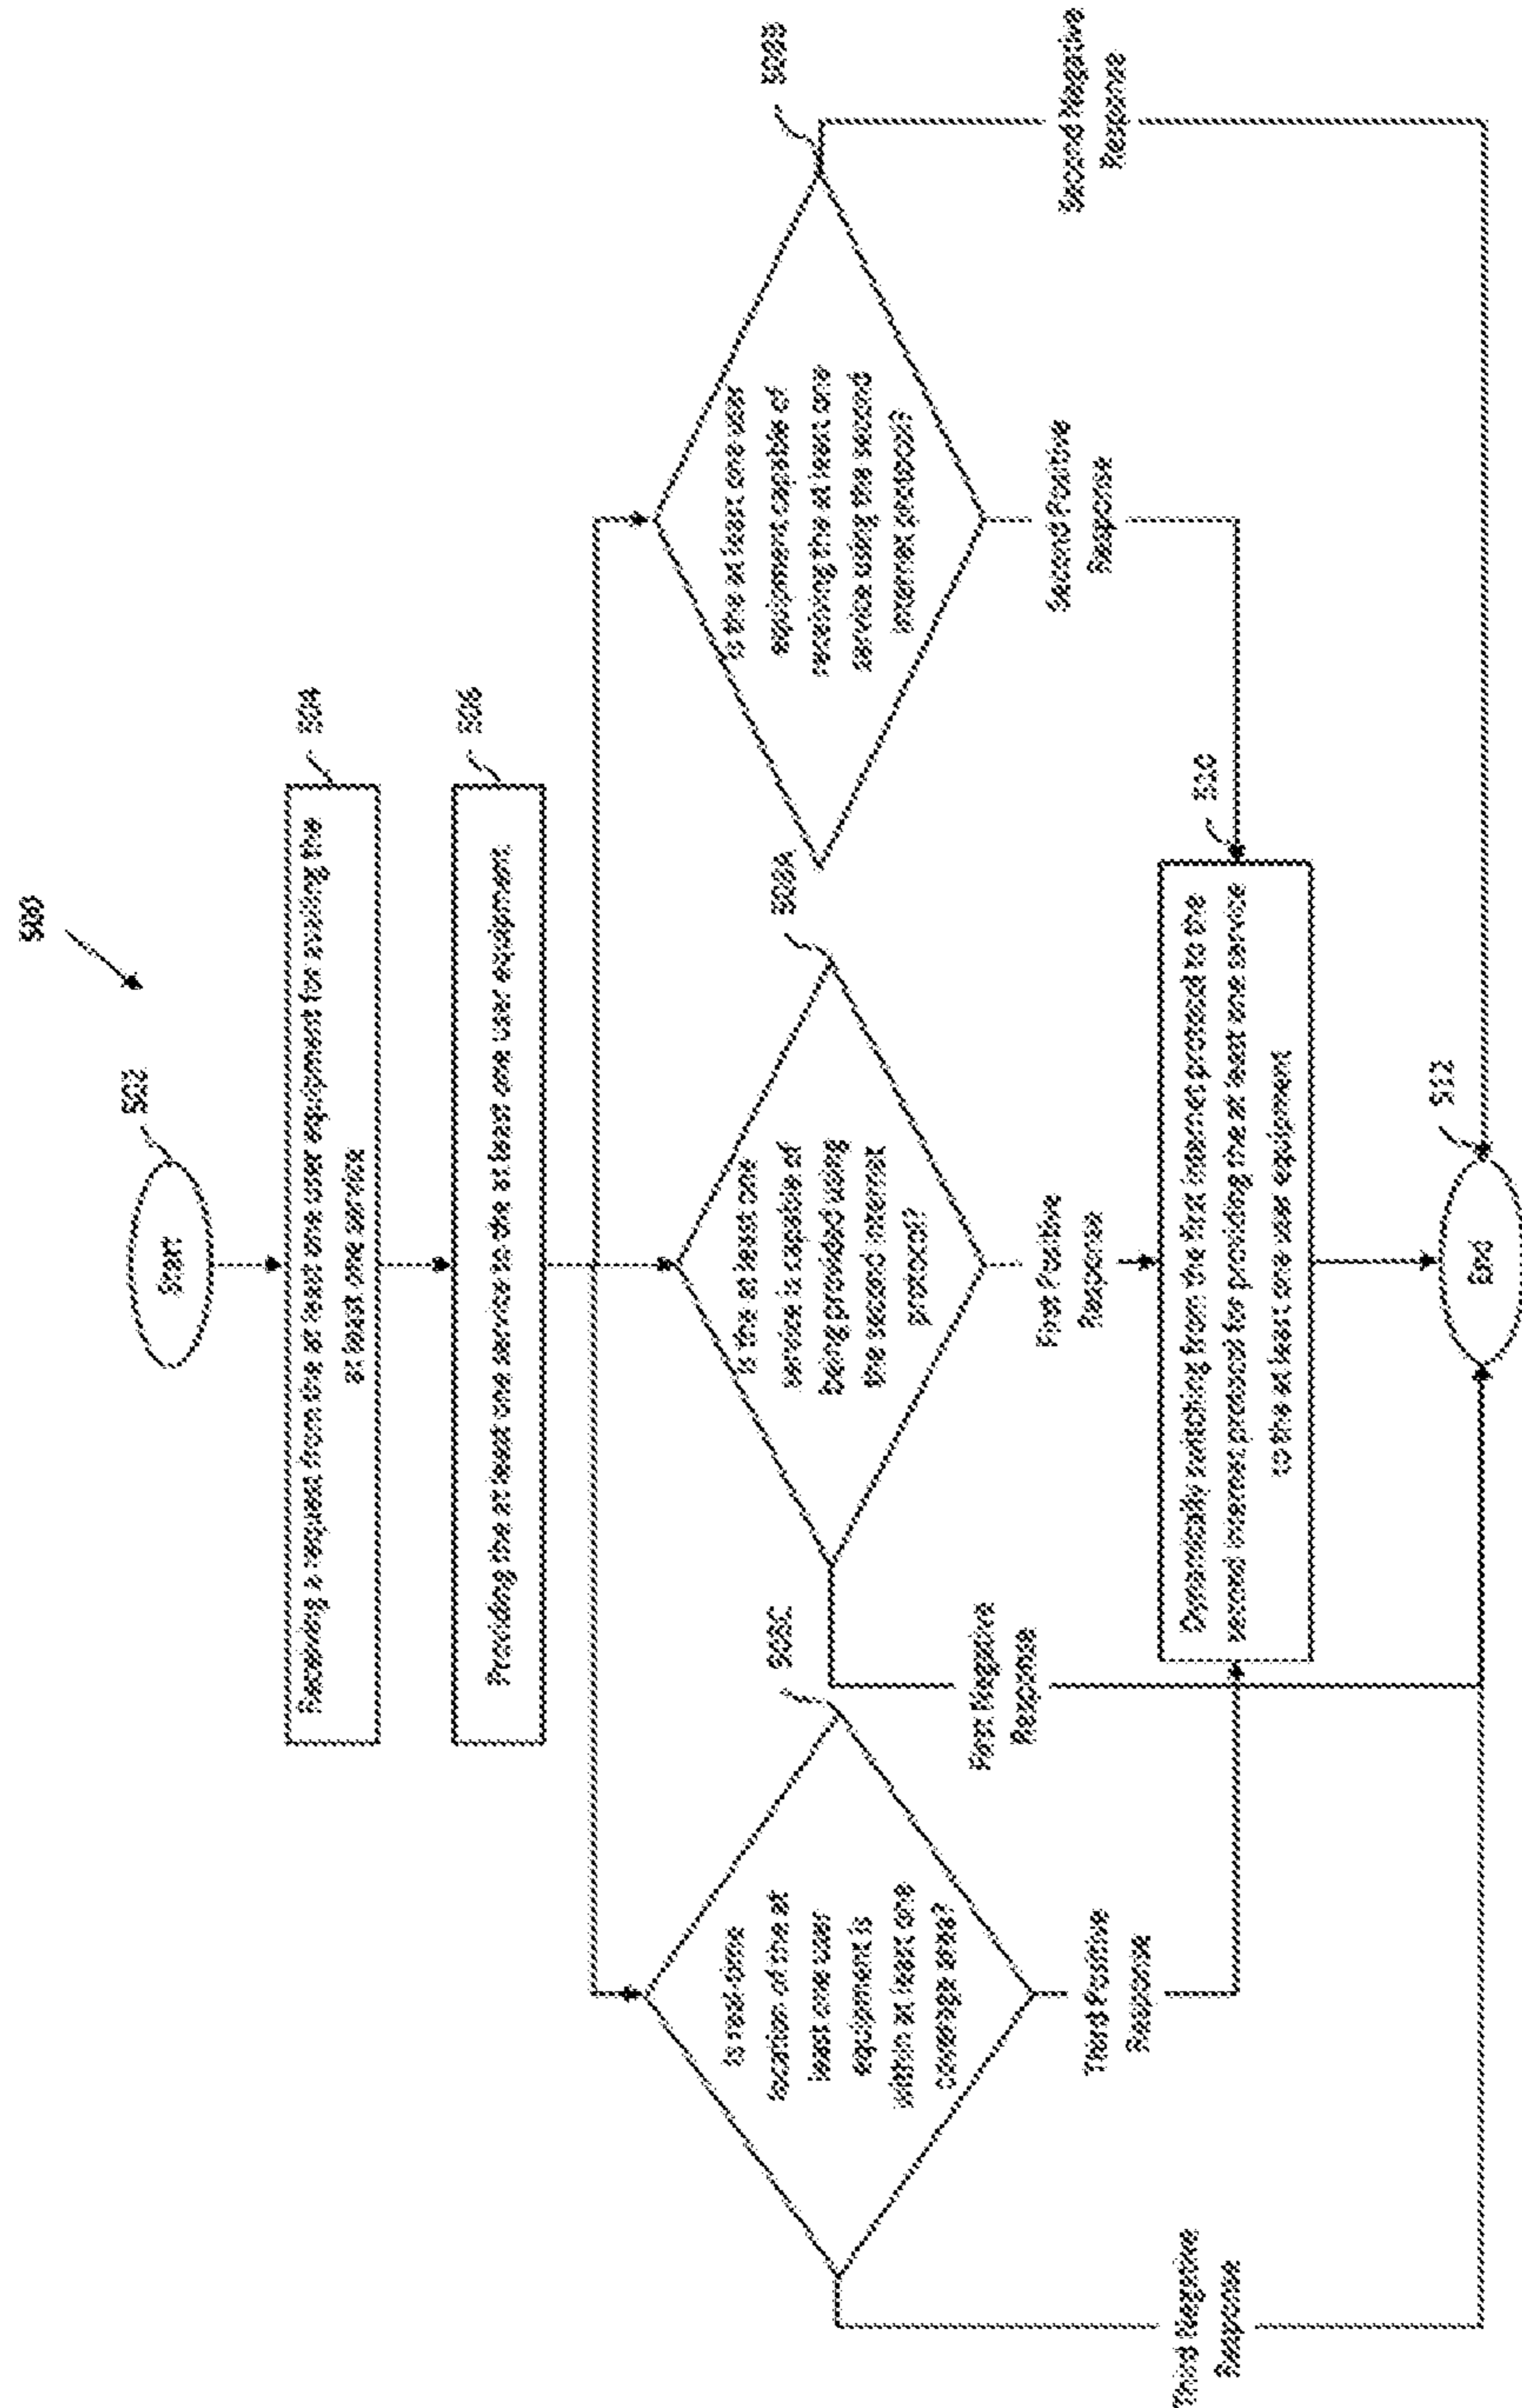 500
502
Start
504
Receiving a request from the at least one user equipment for availing the
at least one service
506
Providing the at least one service to the at least one user equipment
508C
Is real-time
location of the at
least one user
equipment is
within at least one
coverage area?
508A
Is the at least one
service is capable of
being provided using
the second internet
protocol?
508B
Is the at least one user
equipment capable of
receiving the at least one
service using the second
internet protocol?
Third Negative
Response
Third Positive
Response
First Negative
Response
First Positive
Response
Second Positive
Response
Second Negative
Response
510
Dynamically switching from the first internet protocol to the
second internet protocol for providing the at least one service
to the at least one user equipment
512
End